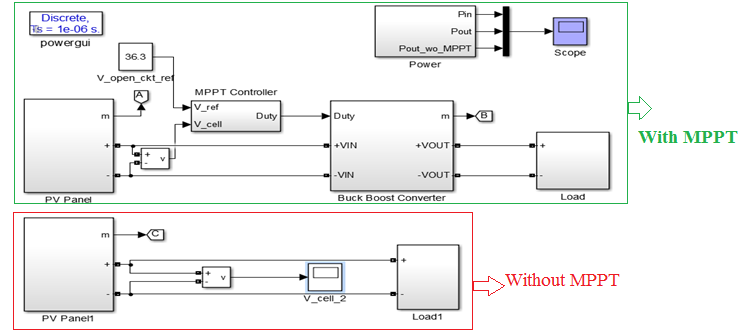 Discrete,
Ts = 1e-06 s.
powergui
36.3
V_open_ckt_ref
Pin
Pout
Pout_wo_MPPT
Power
Scope
A
MPPT Controller
V_ref
V_cell
Duty
m
+
-
PV Panel
+
-
v
Duty
+VIN
-VIN
m
+VOUT
-VOUT
Buck Boost Converter
B
+
-
Load
With MPPT
m
+
-
PV Panel1
C
+
-
v
V_cell_2
+
-
Load1
Without MPPT